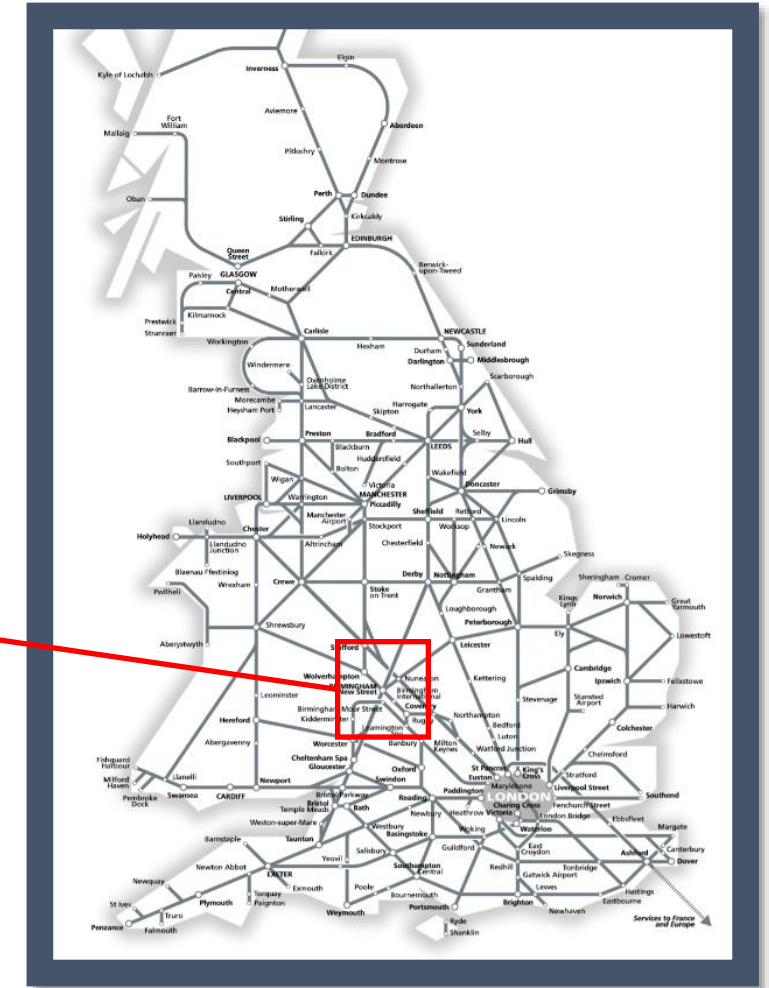 Elgin
Inverness
Kyle of Lochalsh
Aviemore
Fort
William
Mallaig
Aberdeen
Pitlochry
Montrose
Perth
Dundee
Oban
Stirling
Kirkcaldy
EDINBURGH
Queen
Street
Falkirk
Berwick-
upon-Tweed
Paisley
GLASGOW
Central
Motherwell
Prestwick
Kilmarnock
Stranraer
Carlisle
NEWCASTLE
Workington
Hexham
Sunderland
Durham
Darlington
Middlesbrough
Windermere
Scarborough
Oxenholme
Lake District
Barrow-in-Furness
Northallerton
Morecambe
Heysham Port
Lancaster
Harrogate
York
Skipton
Blackpool
Preston
Bradford
Selby
Blackburn
LEEDS
Hull
Southport
Huddersfield
Bolton
Wakefield
Wigan
Victoria
Doncaster
LIVERPOOL
Warrington
MANCHESTER
Piccadilly
Grimsby
Sheffield
Retford
Llandudno
Manchester
Airport
Stockport
Lincoln
Worksop
Holyhead
Chester
Llandudno
Junction
Altrincham
Chesterfield
Newark
Skegness
Blaenau Ffestiniog
Wrexham
Crewe
Derby
Nottingham
Spalding
Sheringham
Cromer
Pwllheli
Stoke
on Trent
Grantham
Kings
Lynn
Norwich
Great
Yarmouth
Loughborough
Shrewsbury
Peterborough
Ely
Lowestoft
Aberystwyth
Stafford
Leicester
Wolverhampton
Nuneaton
Cambridge
BIRMINGHAM
New Street
Birmingham
International
Kettering
Ipswich
Felixstowe
Leominster
Stevenage
Stansted
Airport
Birmingham Moor Street
Coventry
Harwich
Hereford
Kidderminster
Rugby
Northampton
Bedford
Colchester
Leamington
Spa
Luton
Abergavenny
Worcester
Banbury
Milton
Keynes
Watford Junction
Chelmsford
Fishguard
Harbour
Cheltenham Spa
Gloucester
Oxford
St Pancras
King's
Cross
Milford
Haven
Llanelli
Newport
Swindon
Euston
Stratford
Pembroke
Dock
Swansea
CARDIFF
Bristol Parkway
Paddington
Marylebone
Liverpool Street
Bristol
Temple Meads
Bath
Reading
LONDON
Southend
Newbury
Heathrow
Victoria
Charing Cross
Fenchurch Street
Weston-super-Mare
London Bridge
Ebbsfleet
Westbury
Basingstoke
Woking
Waterloo
Margate
Barnstaple
Taunton
Salisbury
Guildford
East
Croydon
Canterbury
Newton Abbot
Yeovil
Southampton
Central
Redhill
Tonbridge
Ashford
Dover
EXETER
Gatwick Airport
Newquay
Exmouth
Poole
Lewes
Hastings
St Ives
Torquay
Bournemouth
Eastbourne
Plymouth
Paignton
Portsmouth
Brighton
Newhaven
Truro
Weymouth
Ryde
Services to France
and Europe
Penzance
Falmouth
Shanklin